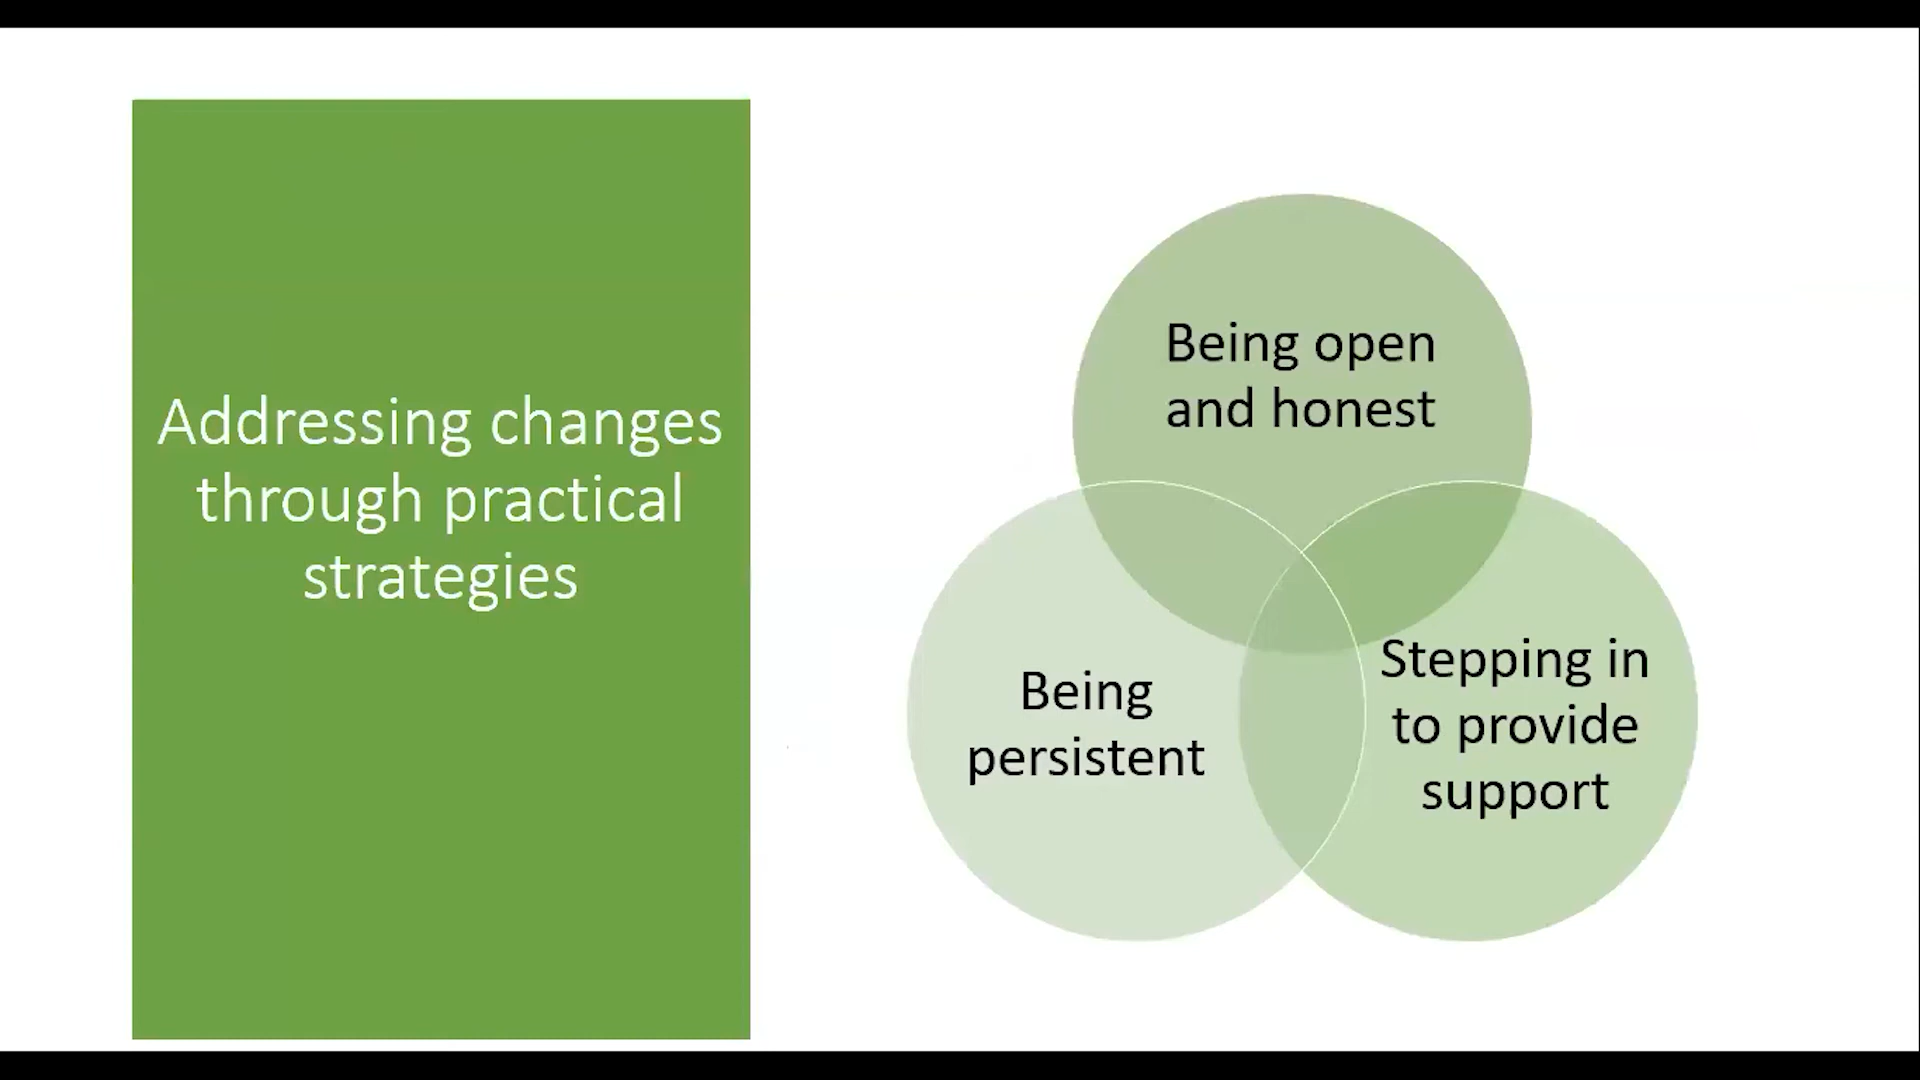 Addressing changes
through practical
strategies
Being open
and honest
Being
persistent
Stepping in
to provide
support